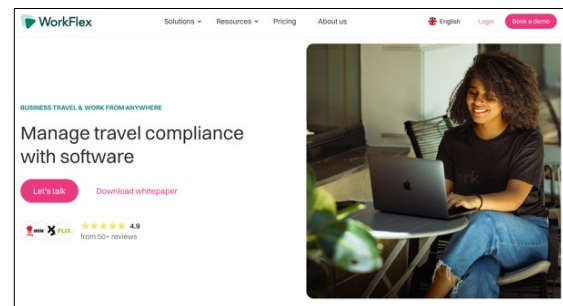 WorkFlex
Solutions
Resources
Pricing
About us
English
Login
Book a demo
BUSINESS TRAVEL & WORK FROM ANYWHERE
Manage travel compliance
with software
Let's talk
Download whitepaper
FLIX
4.9
from 50+ reviews